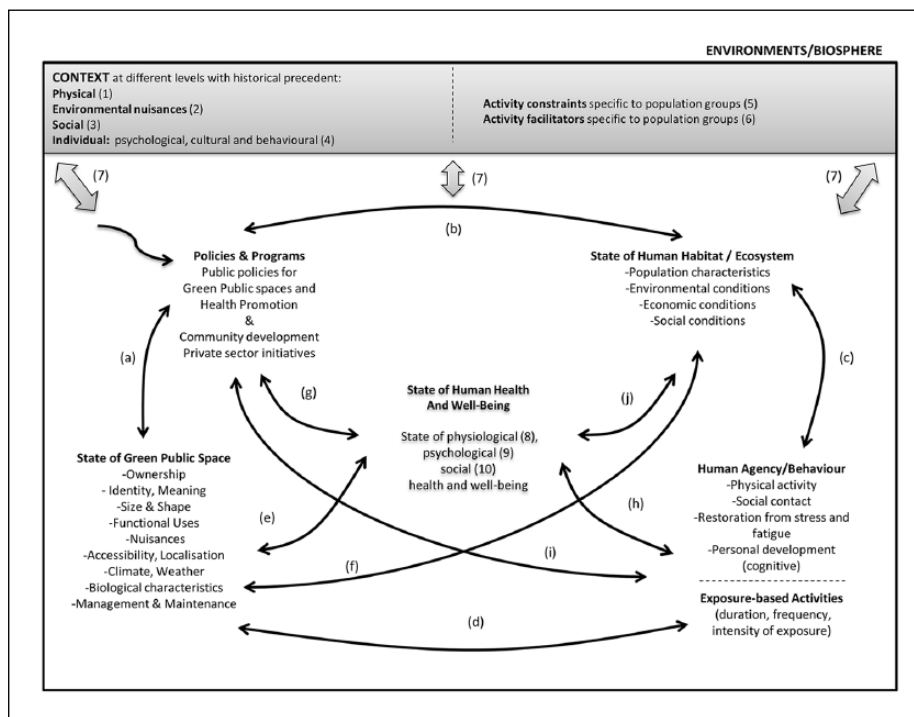 ENVIRONMENTS/BIOSPHERE
CONTEXT at different levels with historical precedent:
Physical (1)
Environmental nuisances (2)
Social (3)
Individual: psychological, cultural and behavioural (4)
Activity constraints specific to population groups (5)
Activity facilitators specific to population groups (6)
(7)
(7)
(7)
(b)
Policies & Programs
Public policies for
Green Public spaces and
Health Promotion
&
Community development
Private sector initiatives
State of Human Habitat / Ecosystem
-Population characteristics
-Environmental conditions
-Economic conditions
-Social conditions
(a)
(c)
(g)
(j)
State of Human Health
And Well-Being
State of physiological (8),
psychological (9)
social (10)
health and well-being
State of Green Public Space
-Ownership
- Identity, Meaning
-Size & Shape
-Functional Uses
-Nuisances
-Accessibility, Localisation
-Climate, Weather
-Biological characteristics
-Management & Maintenance
(e)
(h)
(f)
(i)
Human Agency/Behaviour
-Physical activity
-Social contact
-Restoration from stress and
fatigue
-Personal development
(cognitive)
Exposure-based Activities
(duration, frequency,
intensity of exposure)
(d)